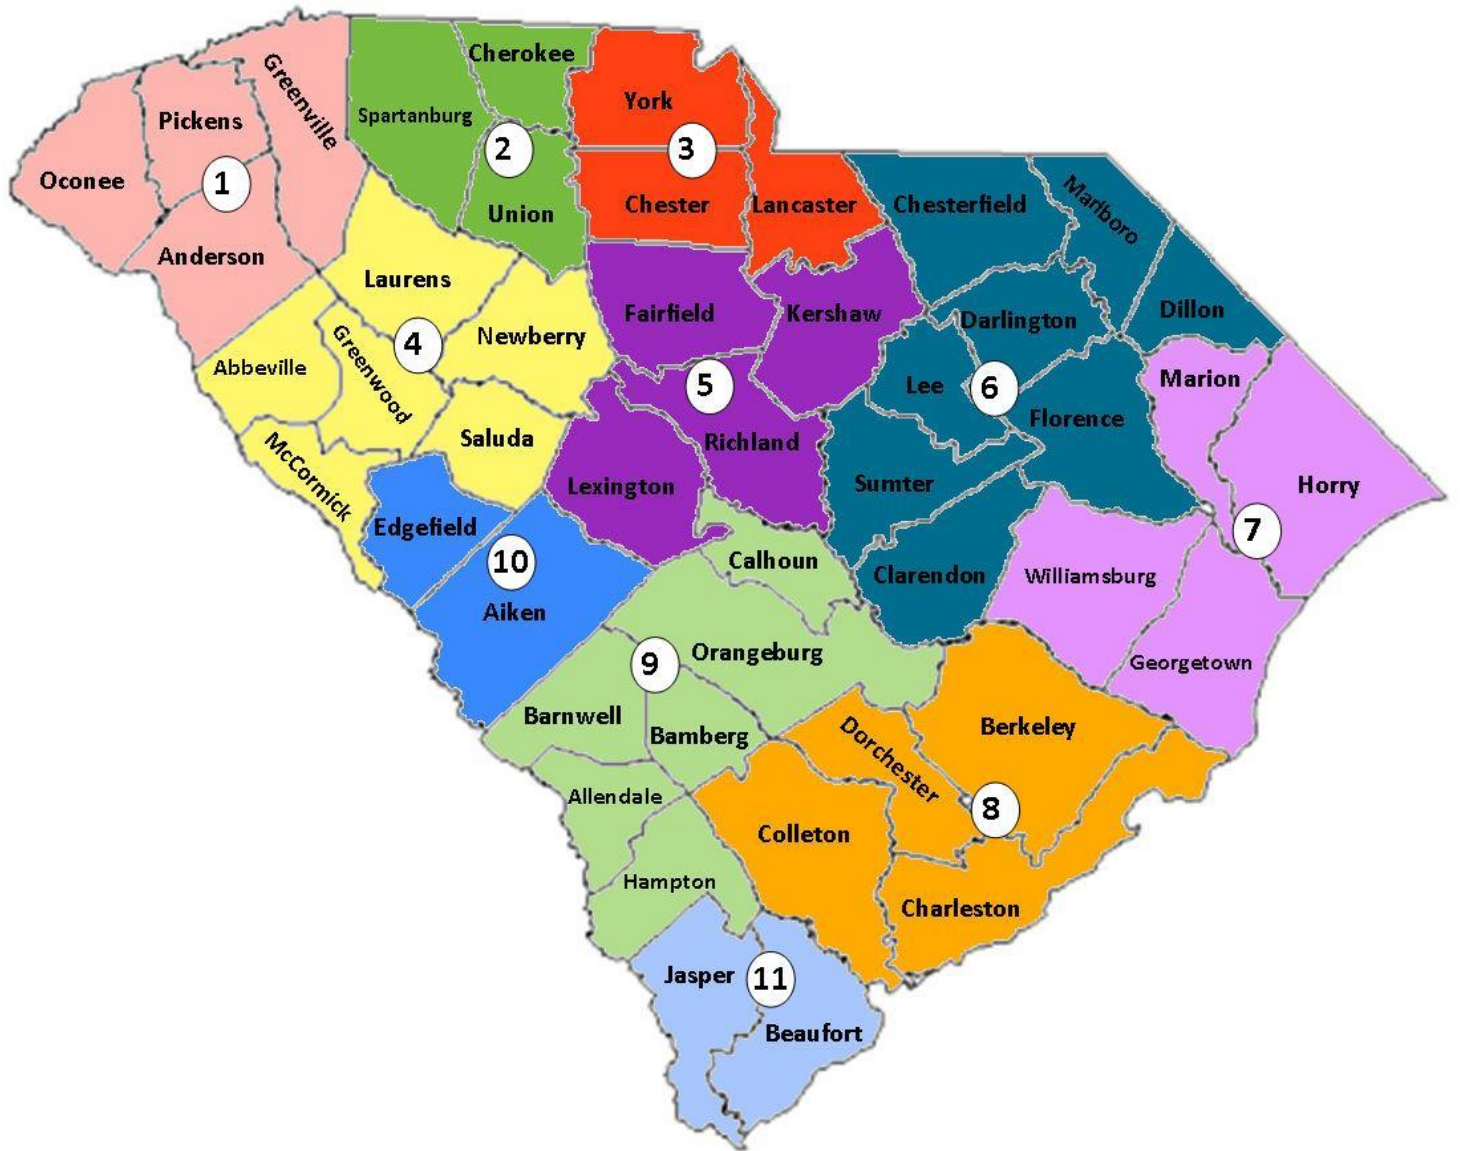 Cherokee
Greenville
York
Spartanburg
Pickens
2
3
Oconee
1
Chester
Lancaster
Chesterfield
Marlboro
Union
Anderson
Laurens
Fairfield
Kershaw
Darlington
Dillon
Newberry
4
Greenwood
Abbeville
5
Lee
6
Marion
Florence
Saluda
Richland
McCormick
Lexington
Sumter
Horry
Edgefield
7
10
Calhoun
Clarendon
Williamsburg
Aiken
9
Orangeburg
Georgetown
Barnwell
Bamberg
Dorchester
Berkeley
Allendale
8
Colleton
Hampton
Charleston
Jasper
11
Beaufort